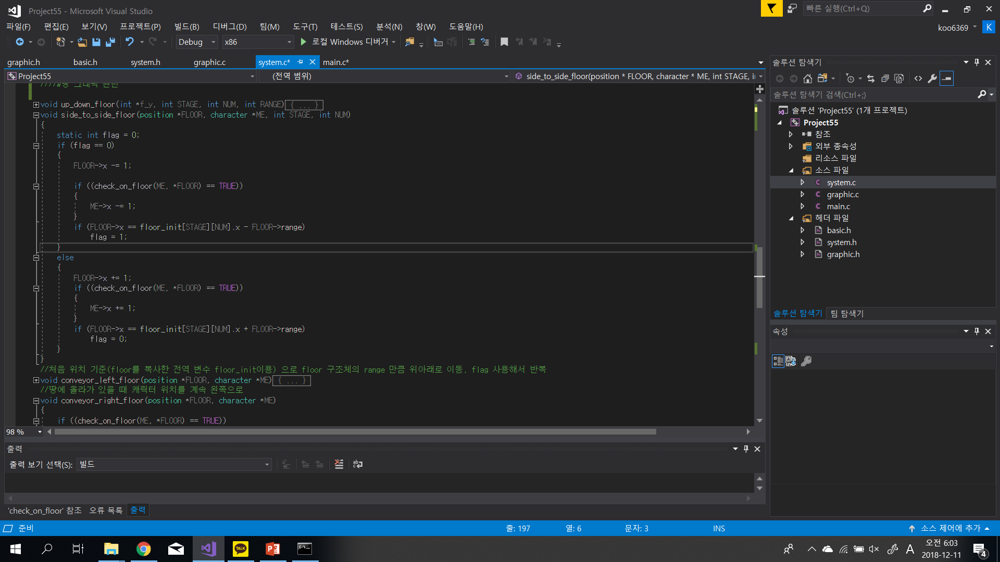 Project55 - Microsoft Visual Studio
빠른 실행(Ctrl+Q)
파일(F) 편집(E) 보기(V) 프로젝트(P) 빌드(B) 디버그(D) 팀(M) 도구(T) 테스트(S) 분석(N) 창(W) 도움말(H)
koo6369 K
Debug x86 로컬 Windows 디버거
graphic.h basic.h system.h graphic.c system.c* main.c*
Project55 (전역 범위) side_to_side_floor(position * FLOOR, character * ME, int STAGE, i
void up_down_floor(int *f_y, int STAGE, int NUM, int RANGE){ ... }
void side_to_side_floor(position *FLOOR, character *ME, int STAGE, int NUM)
{
static int flag = 0;
if (flag == 0)
{
FLOOR->x -= 1;
if ((check_on_floor(ME, *FLOOR) == TRUE))
{
ME->x -= 1;
}
if (FLOOR->x == floor_init[STAGE][NUM].x - FLOOR->range)
flag = 1;
}
else
{
FLOOR->x += 1;
if ((check_on_floor(ME, *FLOOR) == TRUE))
{
ME->x += 1;
}
if (FLOOR->x == floor_init[STAGE][NUM].x + FLOOR->range)
flag = 0;
}
}
//처음 위치 기준(floor를 복사한 전역 변수 floor_init이용) 으로 floor 구조체의 range 만큼 위아래로 이동, flag 사용해서 반복
void conveyor_left_floor(position *FLOOR, character *ME){ ... }
//땅에 올라가 있을 때 캐릭터 위치를 계속 왼쪽으로
void conveyor_right_floor(position *FLOOR, character *ME)
{
if ((check_on_floor(ME, *FLOOR) == TRUE))
98 %
출력
출력 보기 선택(S): 빌드
'check_on_floor' 참조 오류 목록 출력
솔루션 탐색기
솔루션 탐색기 검색(Ctrl+;)
솔루션 'Project55' (1개 프로젝트)
Project55
참조
외부 종속성
리소스 파일
소스 파일
system.c
graphic.c
main.c
헤더 파일
basic.h
system.h
graphic.h
솔루션 탐색기 팀 탐색기
속성
준비 줄: 197 열: 6 문자: 3 INS 소스 제어에 추가
TALK
A
오전 6:03
2018-12-11
4